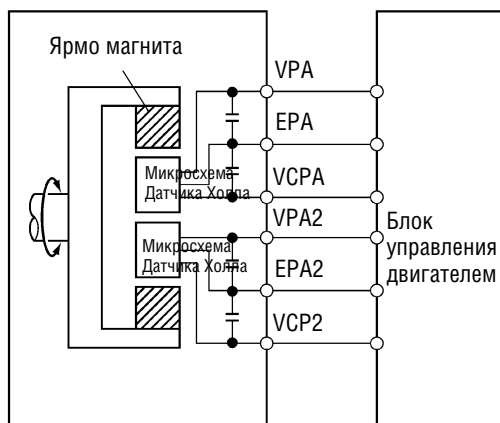 Ярмо магнита
VPA
EPA
Микросхема
Датчика Холла
VCPA
VPA2
Микросхема
Датчика Холла
EPA2
VCP2
Блок
управления
двигателем